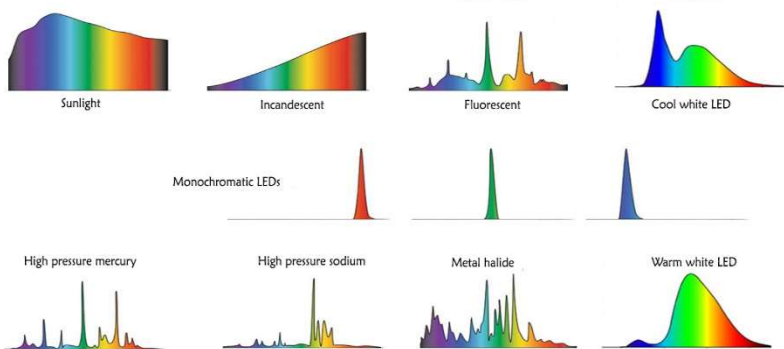 Sunlight
Incandescent
Fluorescent
Cool white LED
Monochromatic LEDs
High pressure mercury
High pressure sodium
Metal halide
Warm white LED